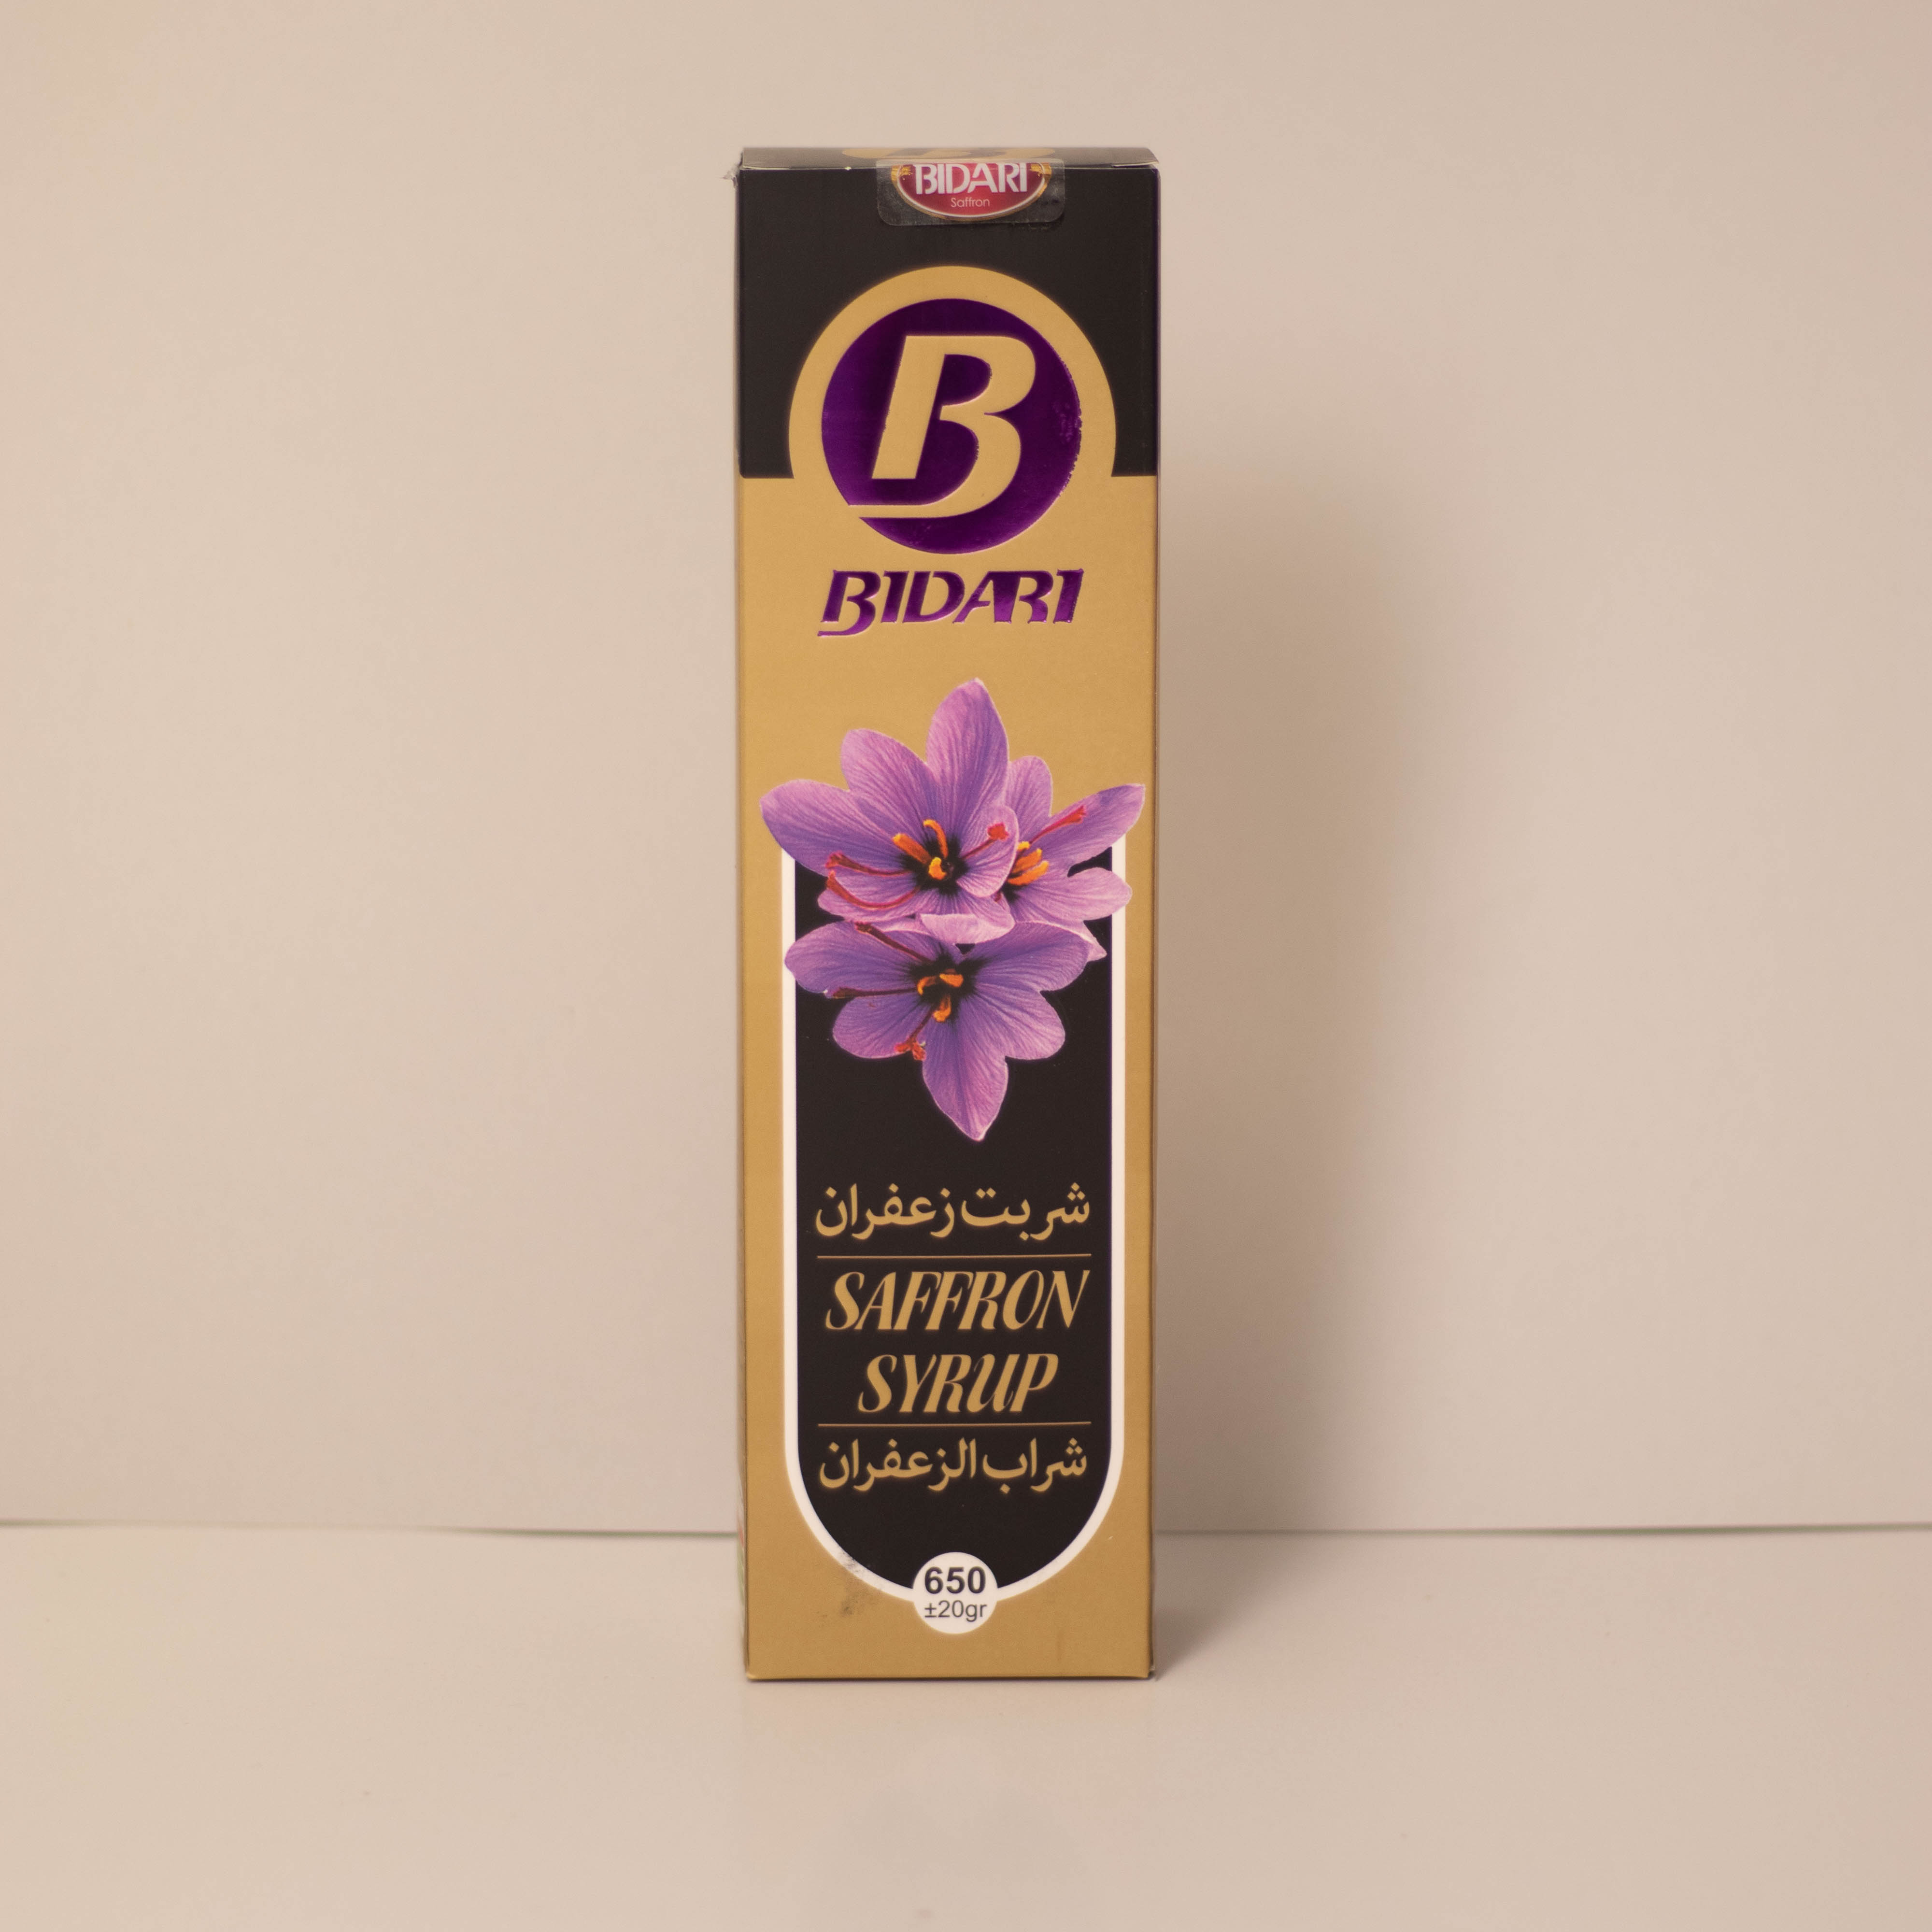 BIDARI
Saffron
B
BIDARI
شربت زعفران
SAFFRON
SYRUP
شراب الزعفران
650
±20gr